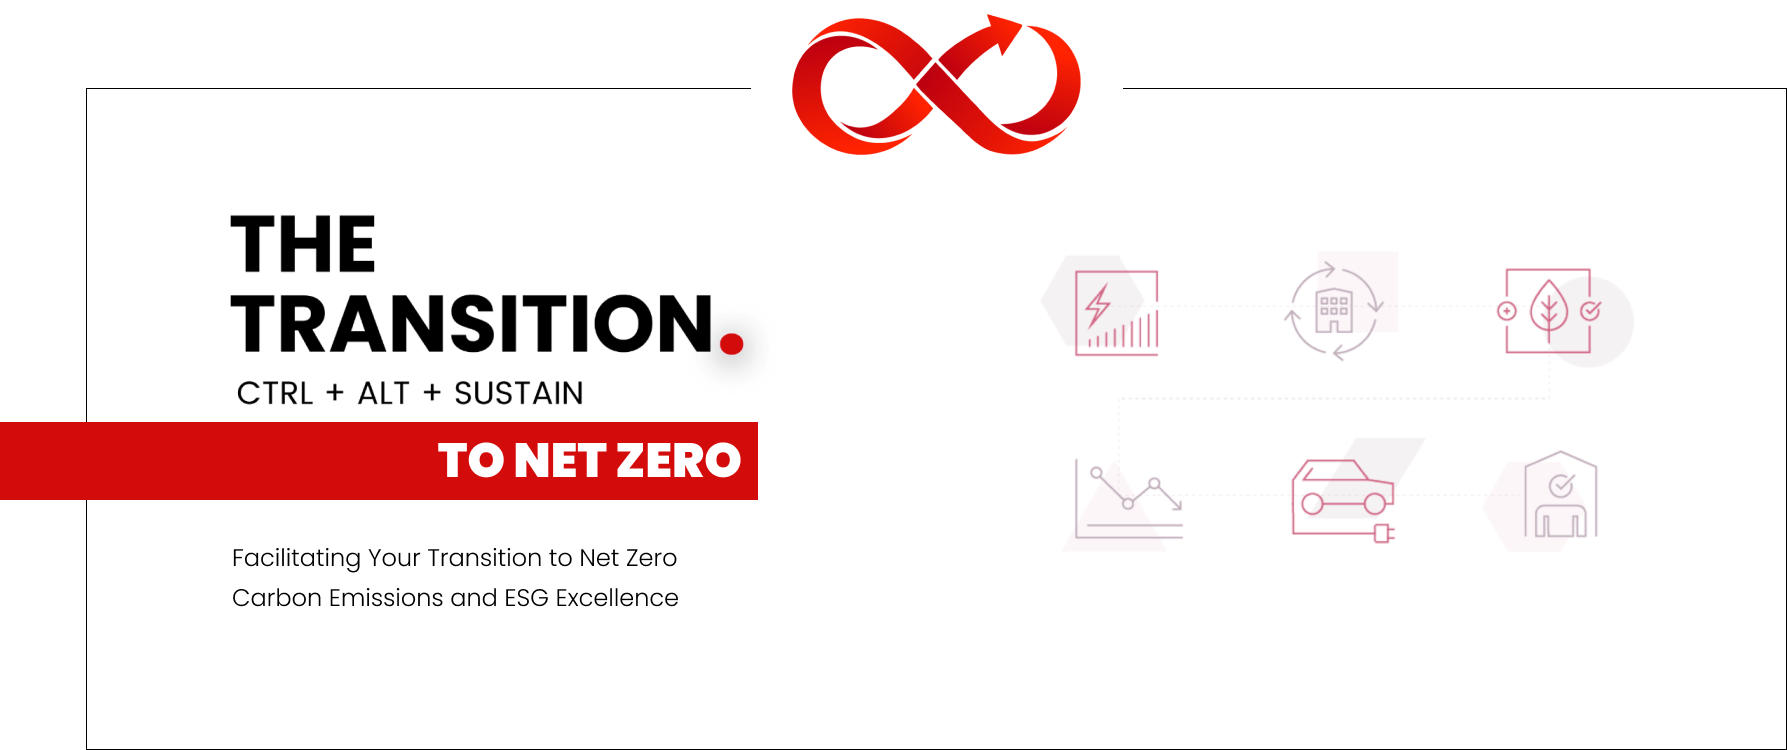 THE
TRANSITION.
CTRL + ALT + SUSTAIN
TO NET ZERO
Facilitating Your Transition to Net Zero
Carbon Emissions and ESG Excellence